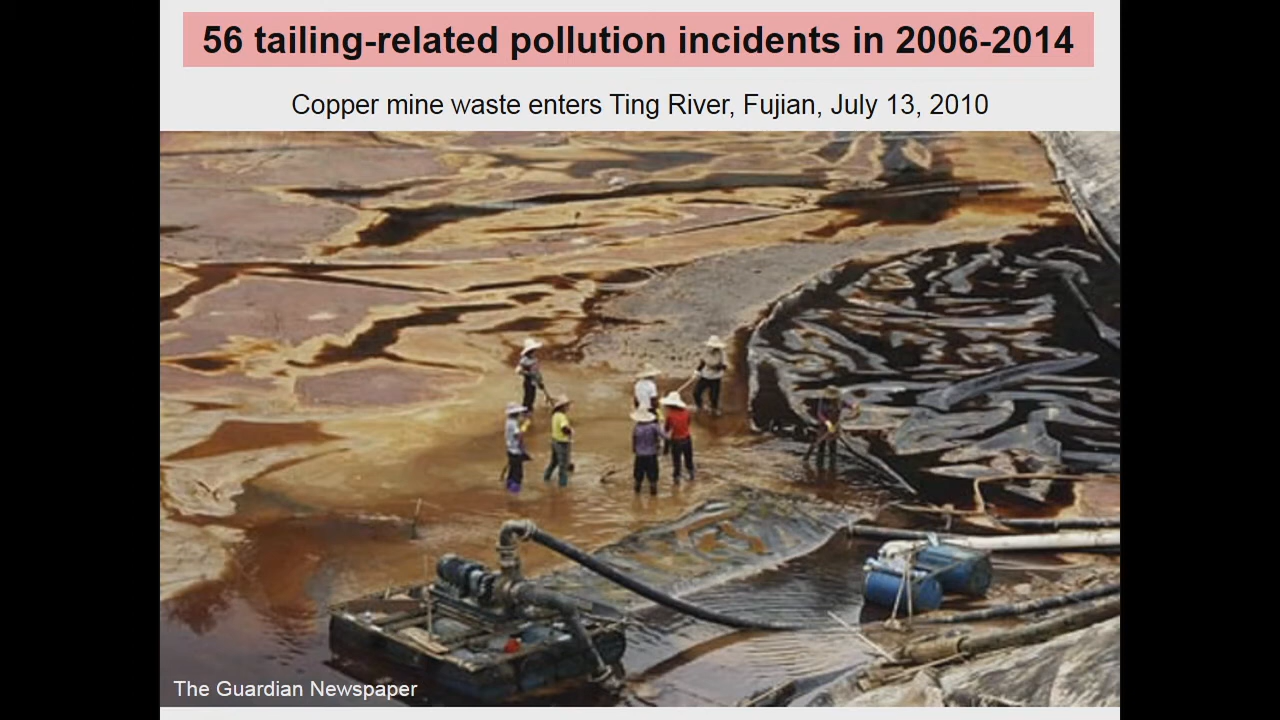 56 tailing-related pollution incidents in 2006-2014
Copper mine waste enters Ting River, Fujian, July 13, 2010
The Guardian Newspaper